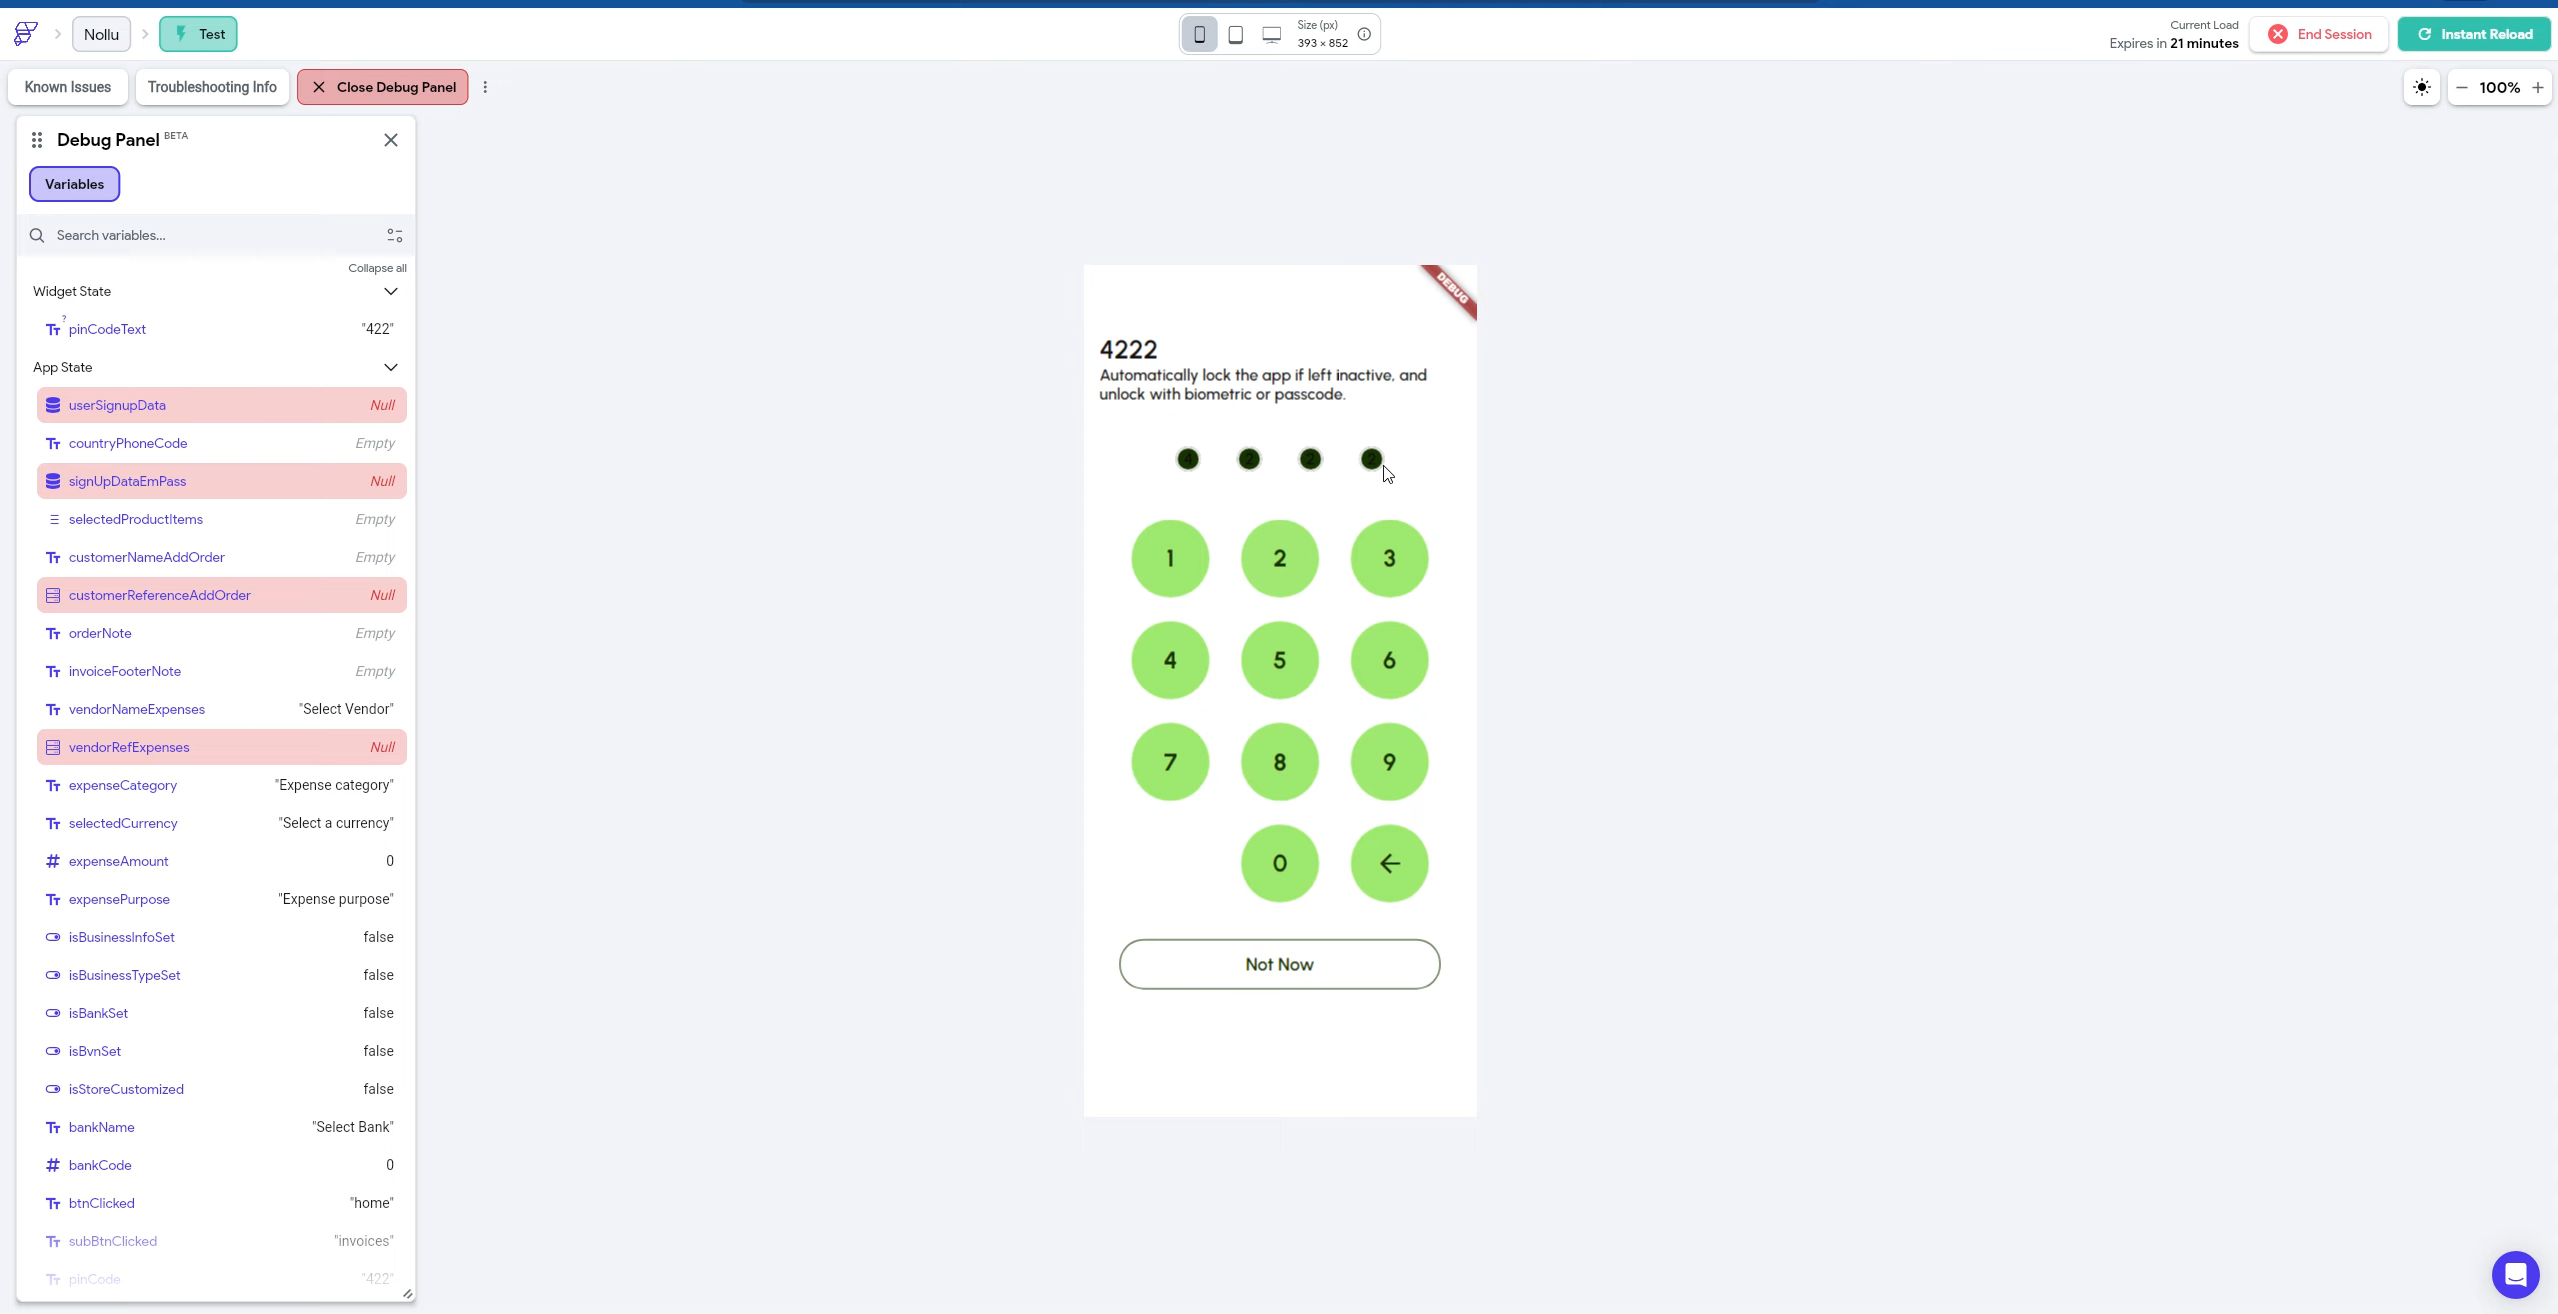 Nollu
Test
Size (px)
393 × 852
Current Load
Expires in 21 minutes
End Session
Instant Reload
Known Issues
Troubleshooting Info
Close Debug Panel
100%
Debug Panel BETA
Variables
Search variables...
Collapse all
Widget State
pinCodeText "422"
App State
userSignupData Null
countryPhoneCode Empty
signUpDataEmPass Null
selectedProductItems Empty
customerNameAddOrder Empty
customerReferenceAddOrder Null
orderNote Empty
invoiceFooterNote Empty
vendorNameExpenses "Select Vendor"
vendorRefExpenses Null
expenseCategory "Expense category"
selectedCurrency "Select a currency"
expenseAmount 0
expensePurpose "Expense purpose"
isBusinessInfoSet false
isBusinessTypeSet false
isBankSet false
isBvnSet false
isStoreCustomized false
bankName "Select Bank"
bankCode 0
btnClicked "home"
subBtnClicked "invoices"
pinCode "422"
DEBUG
4222
Automatically lock the app if left inactive, and
unlock with biometric or passcode.
1 2 3
4 5 6
7 8 9
0
Not Now